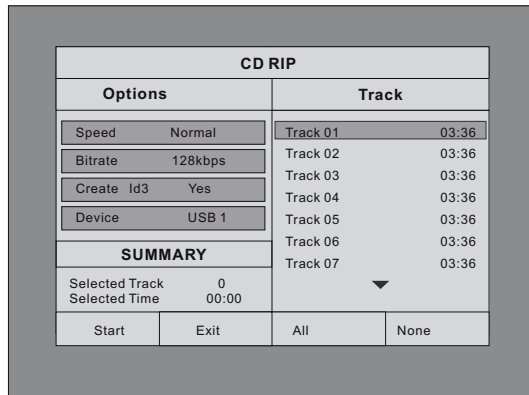 CD RIP
Options
Speed Normal
Bitrate 128kbps
Create Id3 Yes
Device USB 1
SUMMARY
Selected Track 0
Selected Time 00:00
Track
Track 01 03:36
Track 02 03:36
Track 03 03:36
Track 04 03:36
Track 05 03:36
Track 06 03:36
Track 07 03:36
Start Exit All None